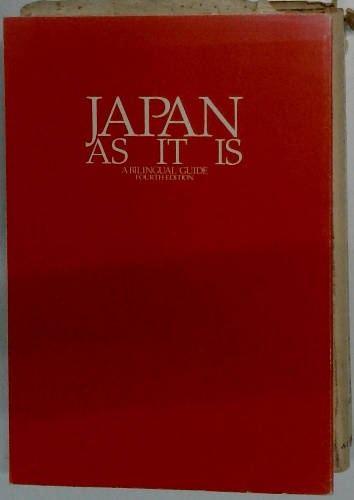 JAPAN
AS IT IS
A BILINGUAL GUIDE
FOURTH EDITION